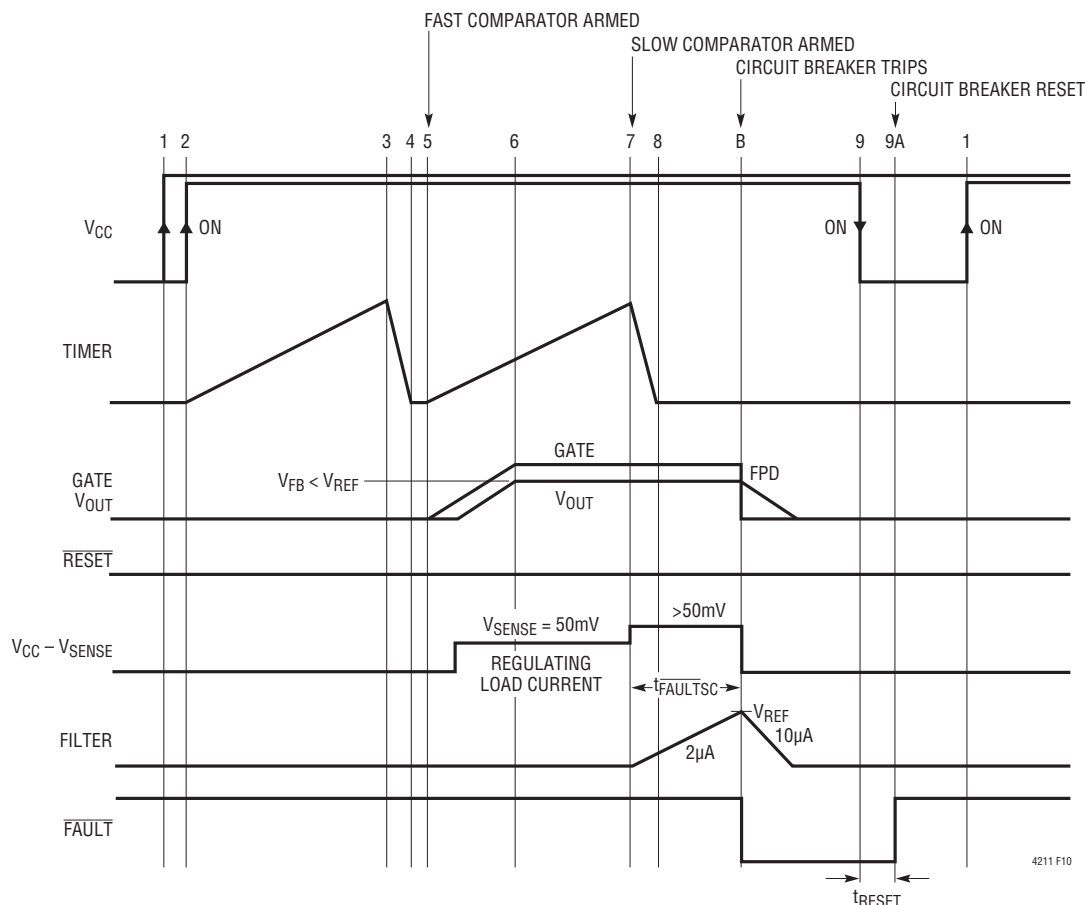 FAST COMPARATOR ARMED
SLOW COMPARATOR ARMED
CIRCUIT BREAKER TRIPS
CIRCUIT BREAKER RESET
1 2 3 4 5 6 7 8 B 9 9A 1
VCC
ON
ON
ON
TIMER
GATE
VOUT
VFB < VREF
GATE
VOUT
FPD
RESET
VCC – VSENSE
VSENSE = 50mV
>50mV
REGULATING
LOAD CURRENT
tFAULTSC
VREF
FILTER
2µA
10µA
FAULT
4211 F10
tRESET